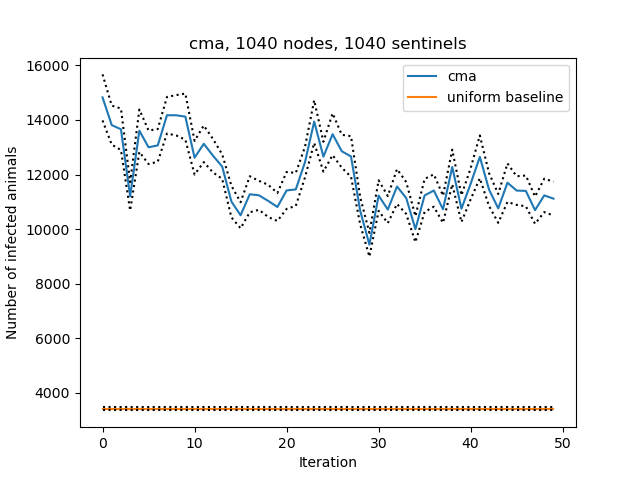 cma, 1040 nodes, 1040 sentinels
16000
14000
12000
10000
8000
6000
4000
Number of infected animals
cma
uniform baseline
0
10
20
30
40
50
Iteration